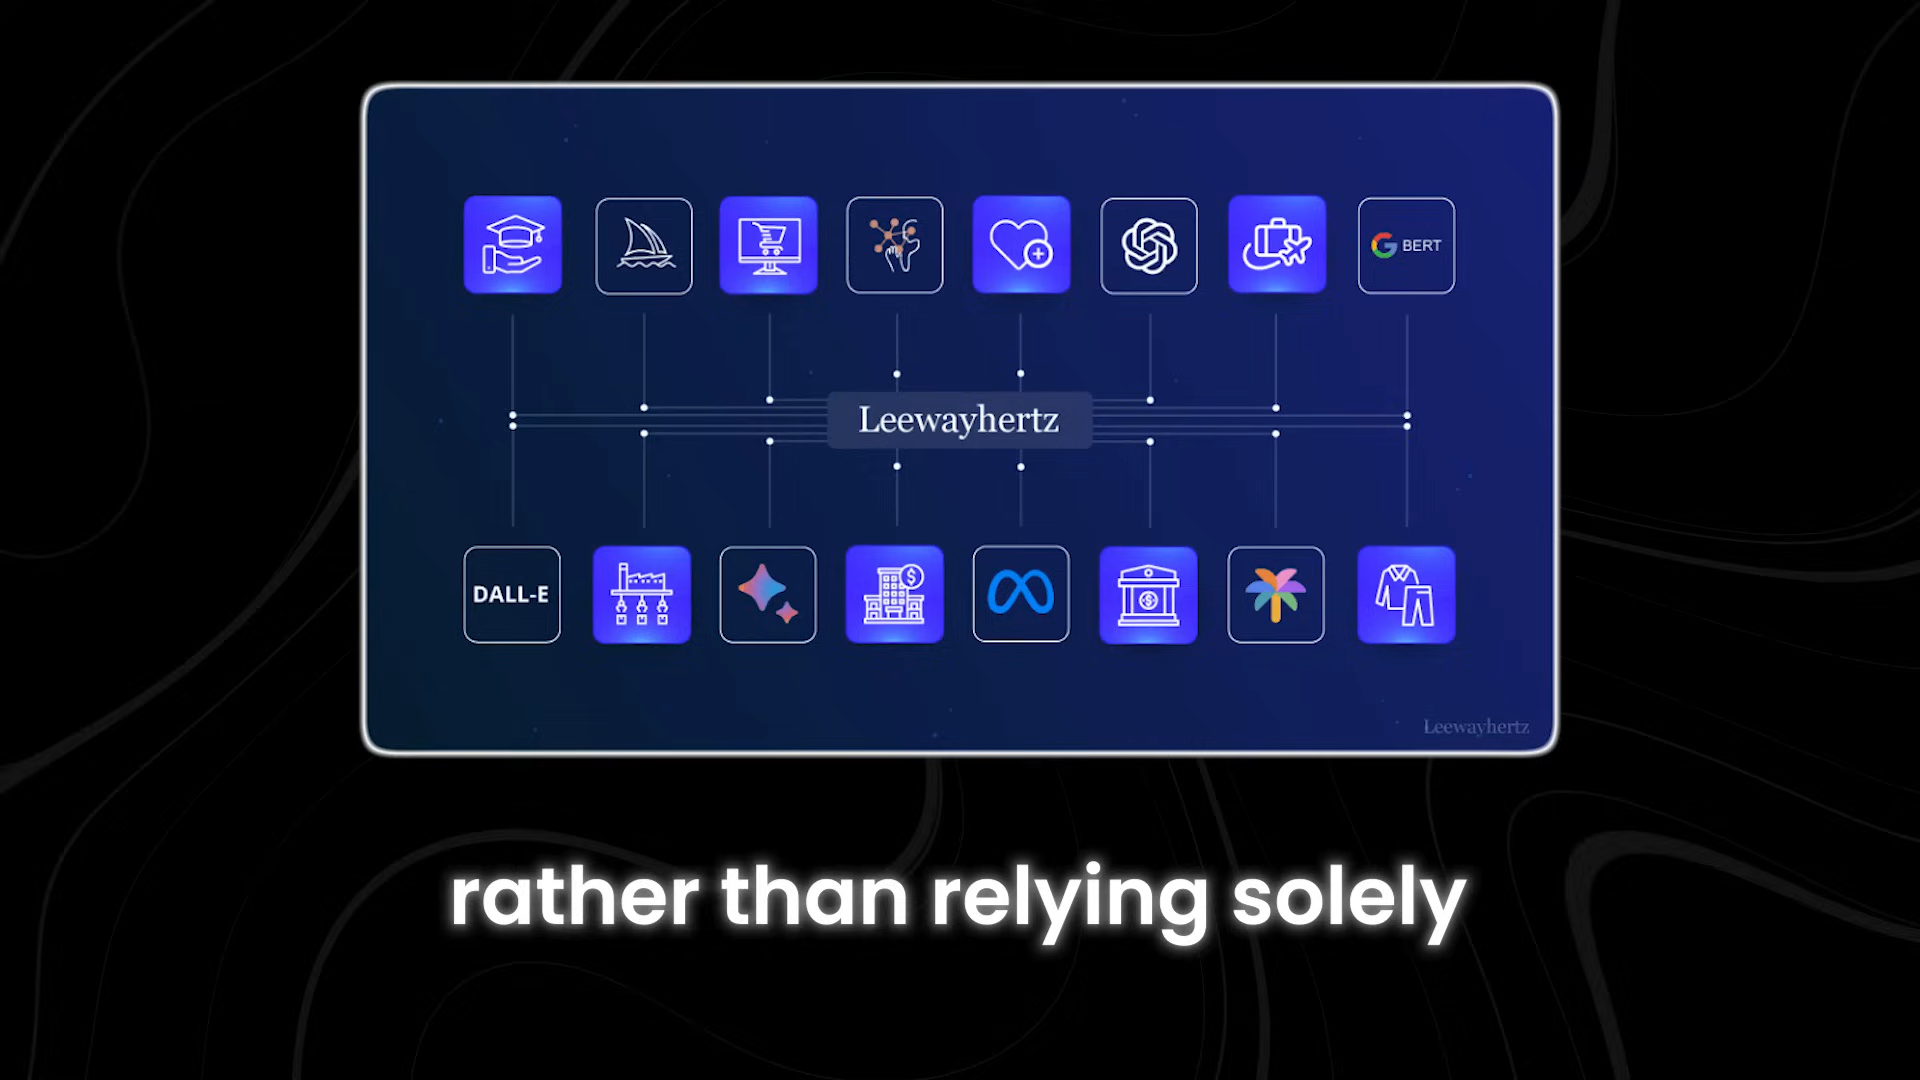 BERT
Leewayhertz
DALL-E
Leewayhertz
rather than relying solely